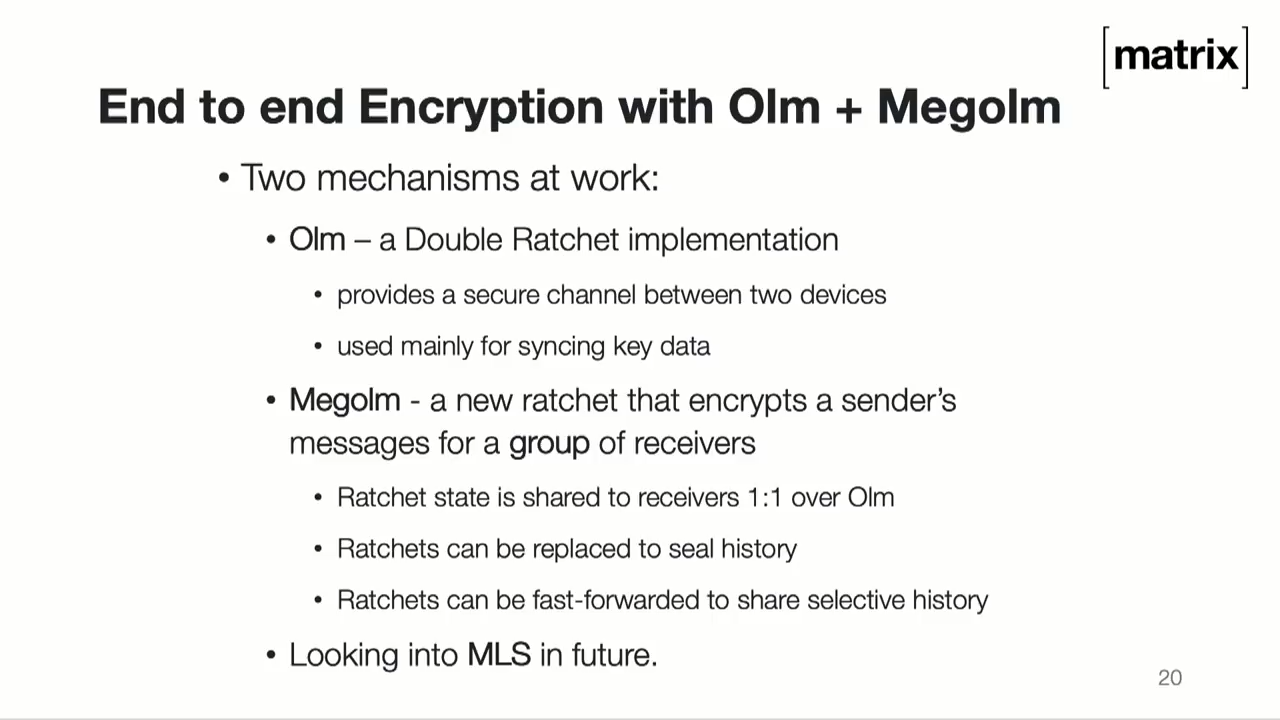 [matrix]
End to end Encryption with Olm + Megolm
• Two mechanisms at work:
• Olm – a Double Ratchet implementation
• provides a secure channel between two devices
• used mainly for syncing key data
• Megolm - a new ratchet that encrypts a sender’s
messages for a group of receivers
• Ratchet state is shared to receivers 1:1 over Olm
• Ratchets can be replaced to seal history
• Ratchets can be fast-forwarded to share selective history
• Looking into MLS in future.
20